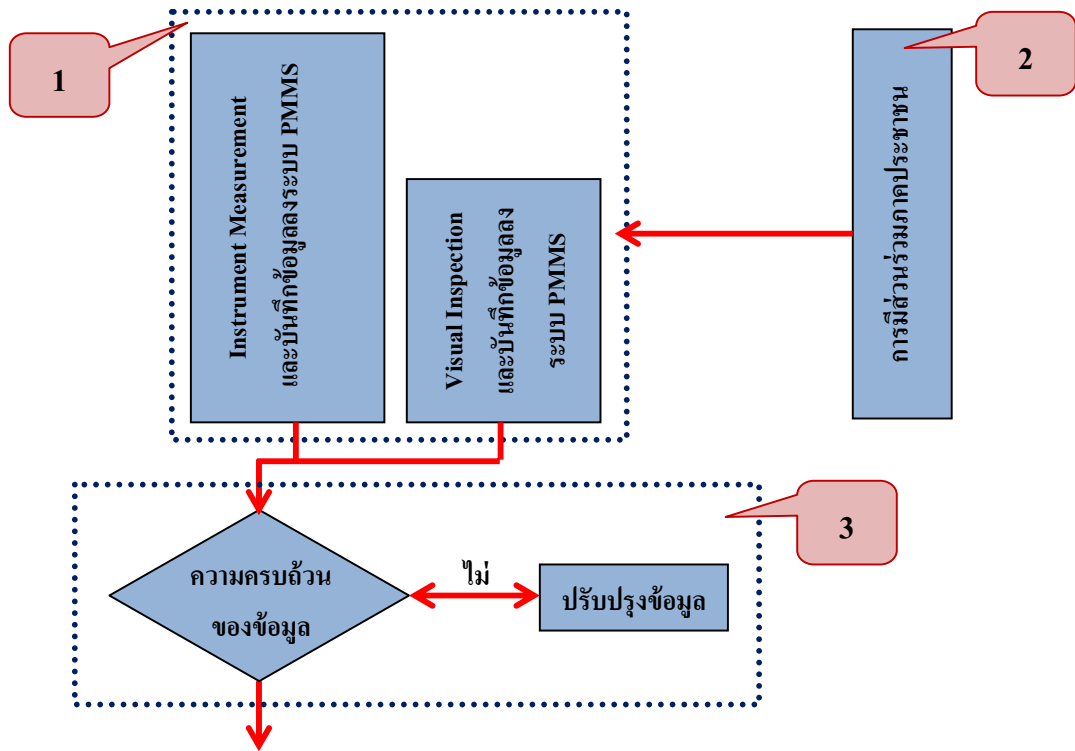 1
Instrument Measurement
และบันทึกข้อมูลลงระบบ PMMS
Visual Inspection
และบันทึกข้อมูลลง
ระบบ PMMS
2
การมีส่วนร่วมภาคประชาชน
3
ความครบถ้วน
ของข้อมูล
ไม่
ปรับปรุงข้อมูล